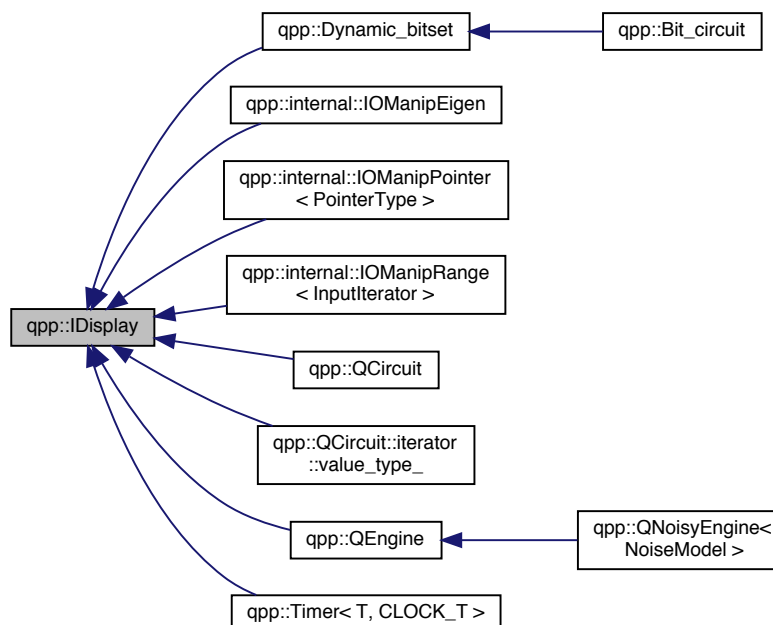 qpp::Dynamic_bitset
qpp::Bit_circuit
qpp::internal::IOManipEigen
qpp::internal::IOManipPointer
< PointerType >
qpp::internal::IOManipRange
< InputIterator >
qpp::IDisplay
qpp::QCircuit
qpp::QCircuit::iterator
::value_type_
qpp::QEngine
qpp::QNoisyEngine<
NoiseModel >
qpp::Timer< T, CLOCK_T >